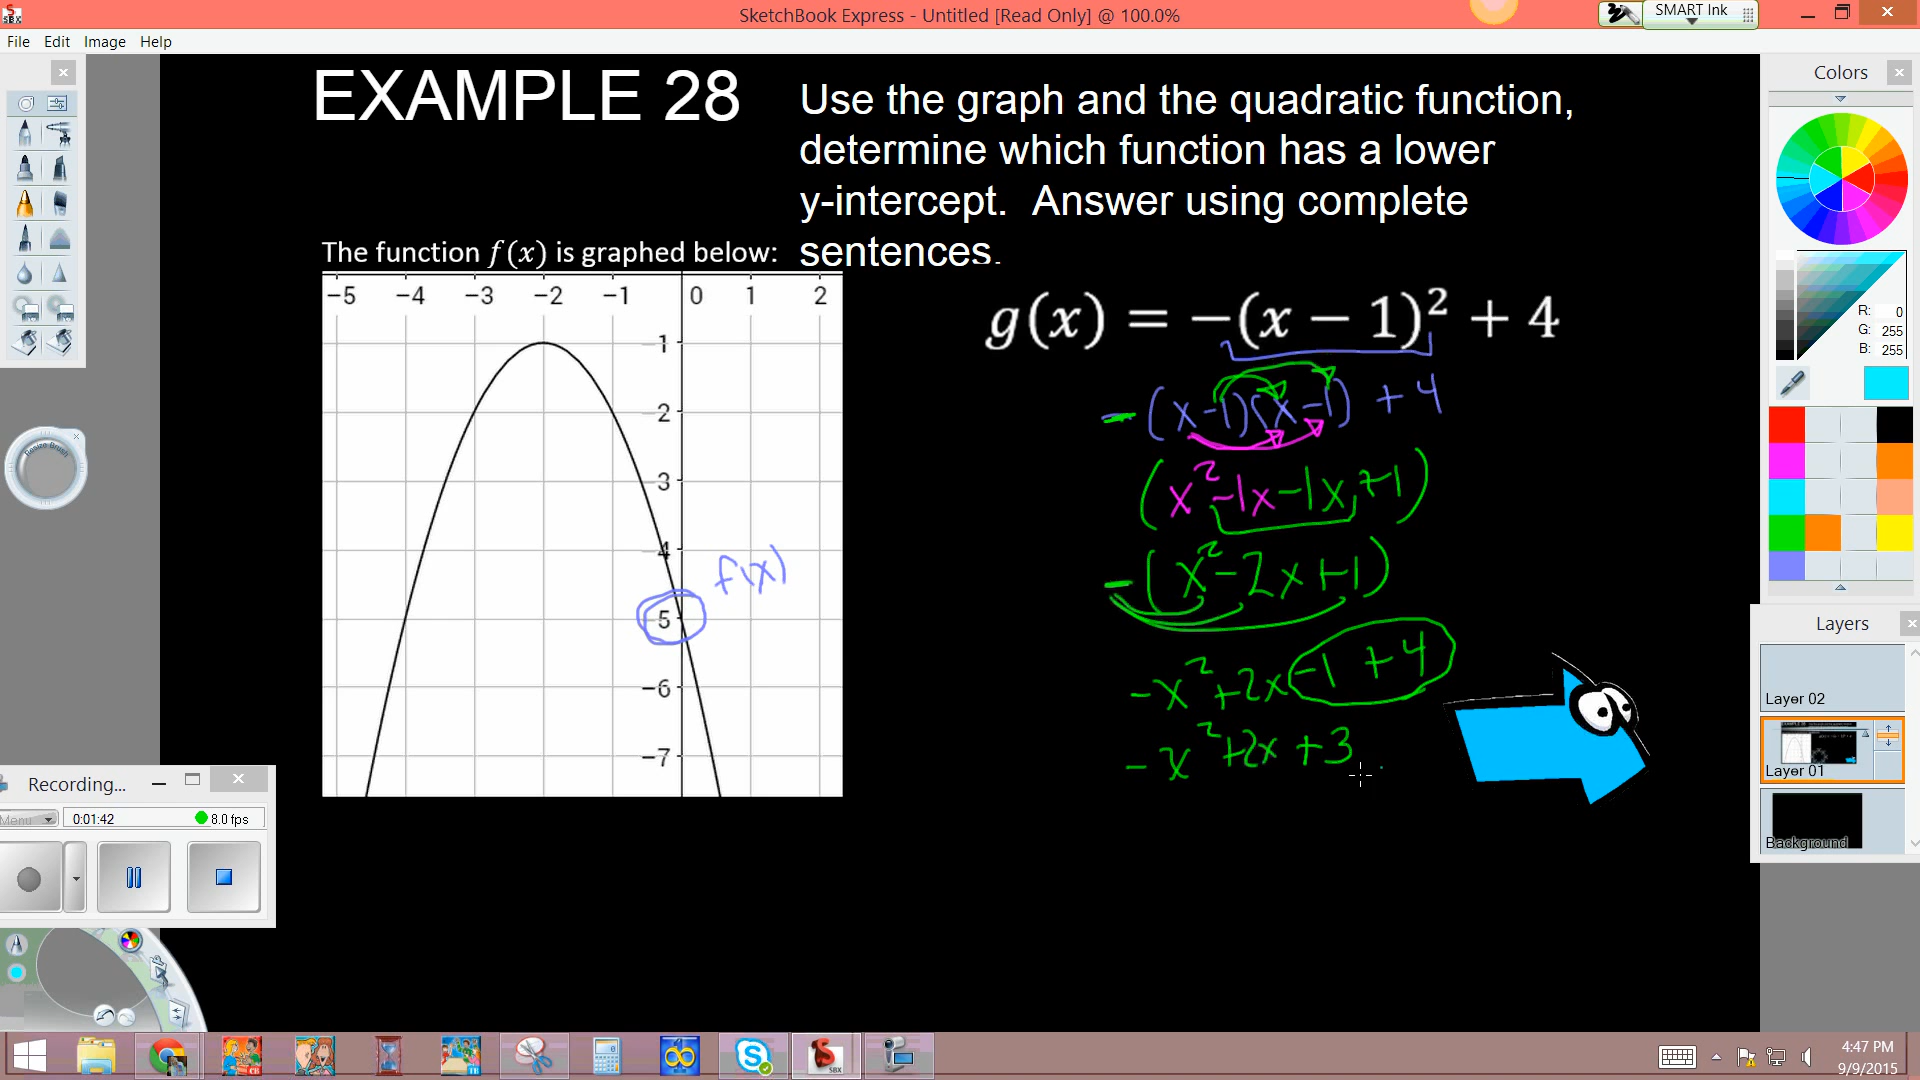 SketchBook Express - Untitled [Read Only] @ 100.0%
SMART Ink
File Edit Image Help
EXAMPLE 28
Use the graph and the quadratic function,
determine which function has a lower
y-intercept. Answer using complete
sentences.
The function f(x) is graphed below:
−5 −4 −3 −2 −1 0 1 2
−1
−2
−3
−4
−5
−6
−7
f(x)
g(x) = −(x − 1)² + 4
-(x-1)(x-1) + 4
(x²-1x-1x+1)
-(x²-2x+1)
-x²+2x-1+4
-x²+2x+3
Resize Brush
Colors
R: 0
G: 255
B: 255
Layers
Layer 02
Layer 01
Background
Recording...
Menu
0:01:42
8.0 fps
SBX
4:47 PM
9/9/2015